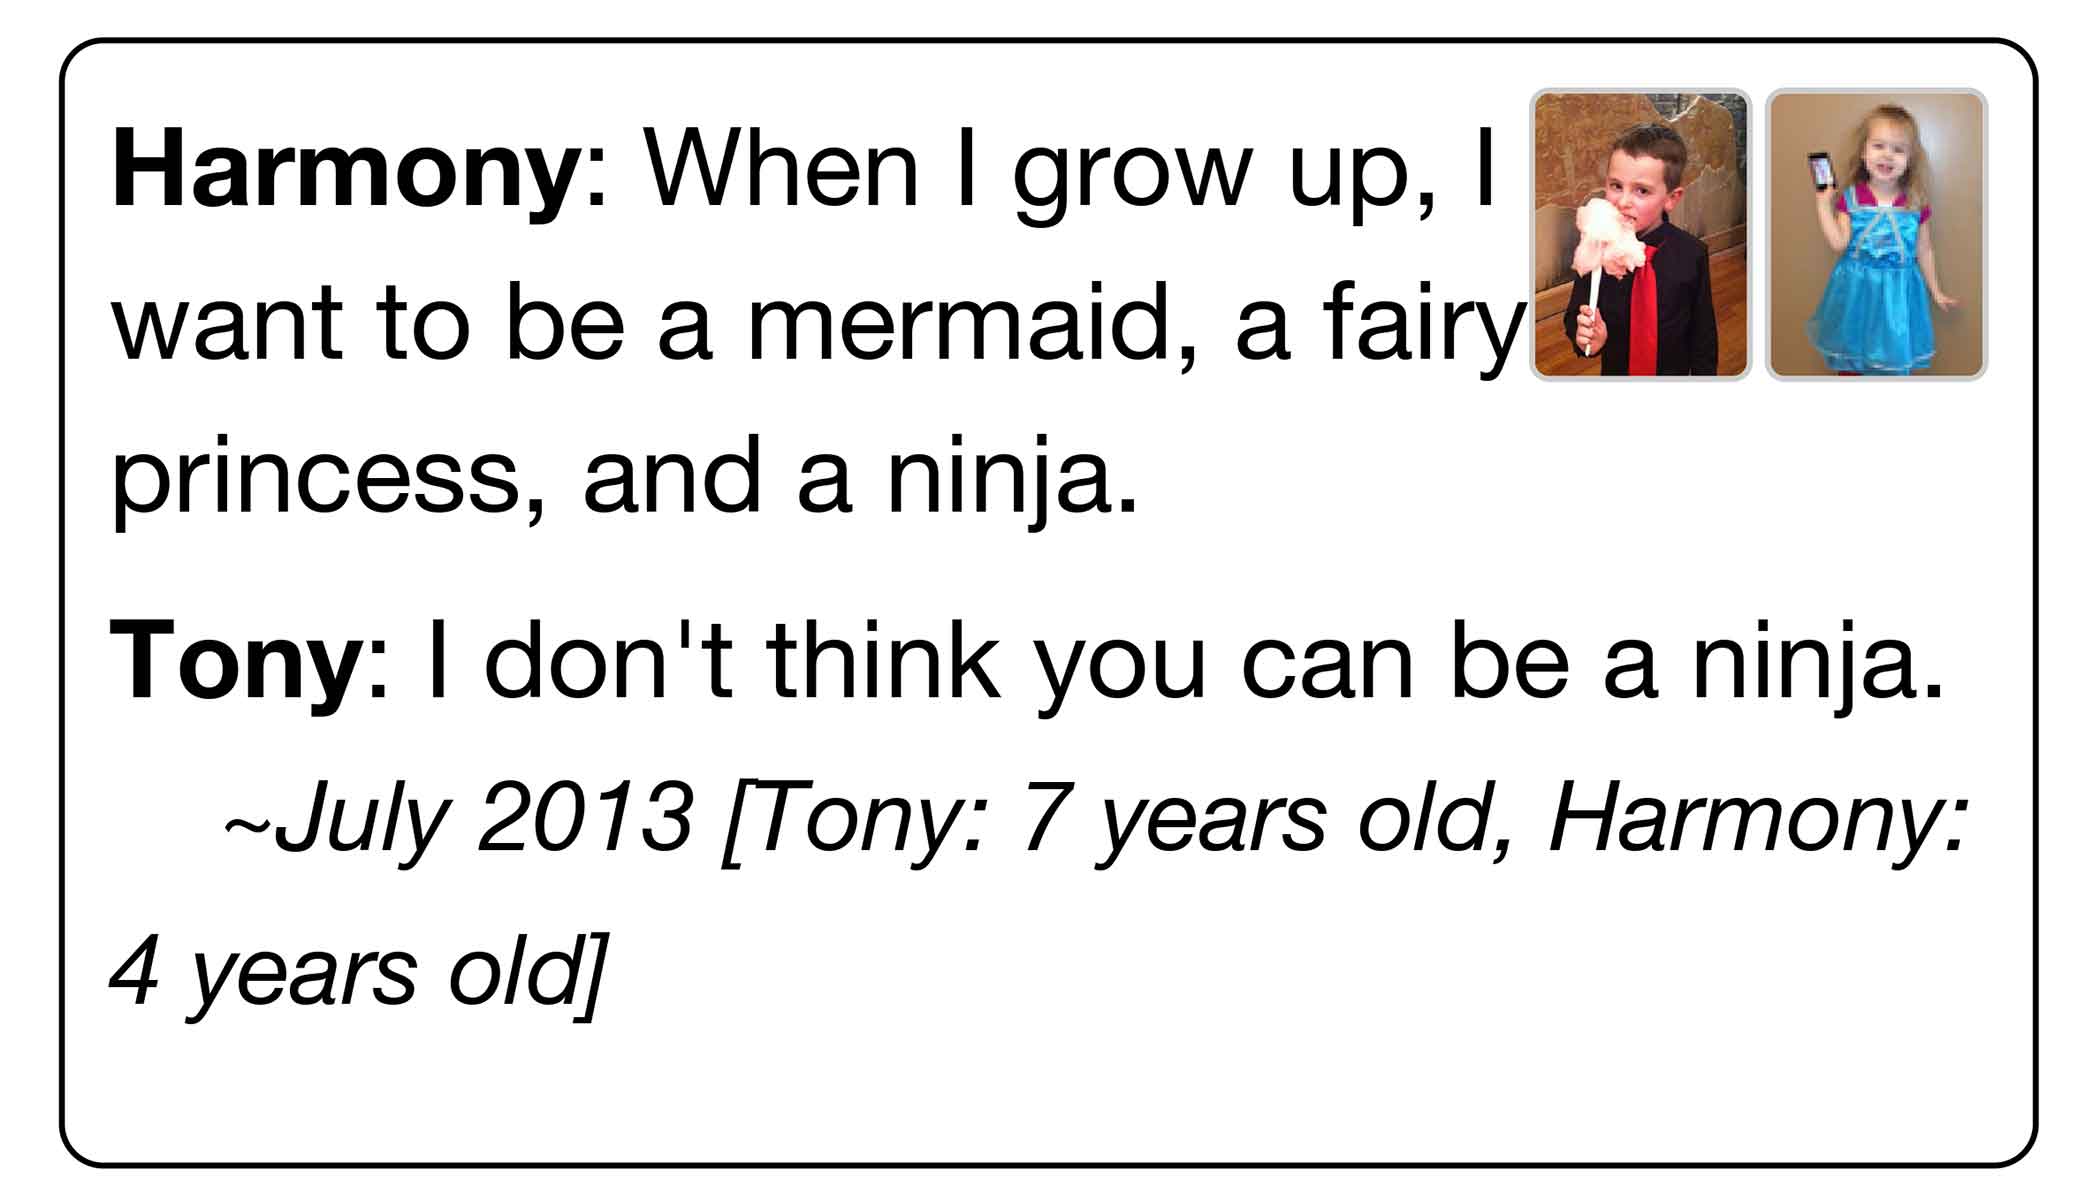 Harmony: When I grow up, I
want to be a mermaid, a fairy
princess, and a ninja.
Tony: I don't think you can be a ninja.
~July 2013 [Tony: 7 years old, Harmony:
4 years old]